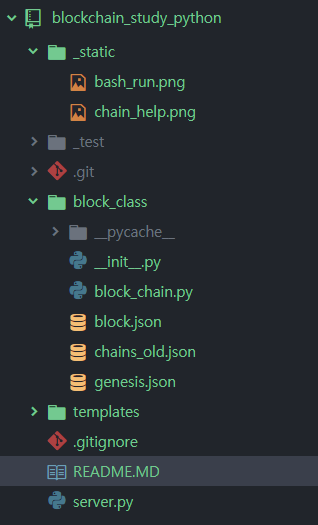 blockchain_study_python
_static
bash_run.png
chain_help.png
_test
.git
block_class
__pycache__
__init__.py
block_chain.py
block.json
chains_old.json
genesis.json
templates
.gitignore
README.MD
server.py